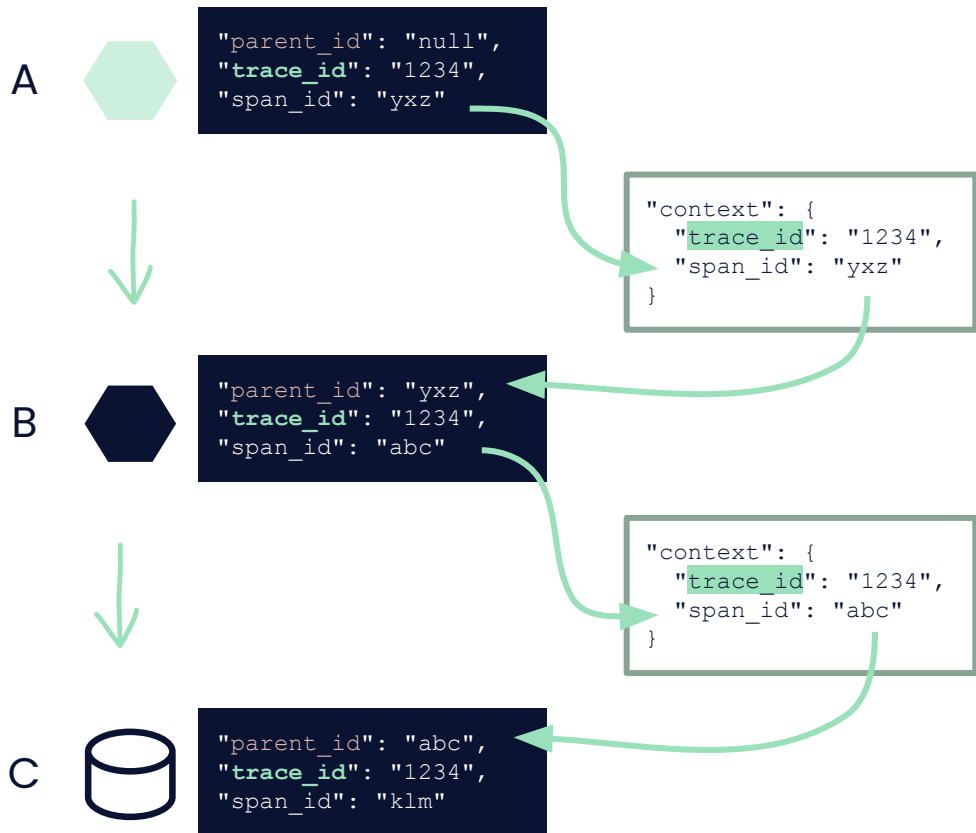 A
"parent_id": "null",
"trace_id": "1234",
"span_id": "yxz"
"context": {
"trace_id": "1234",
"span_id": "yxz"
}
B
"parent_id": "yxz",
"trace_id": "1234",
"span_id": "abc"
"context": {
"trace_id": "1234",
"span_id": "abc"
}
C
"parent_id": "abc",
"trace_id": "1234",
"span_id": "klm"